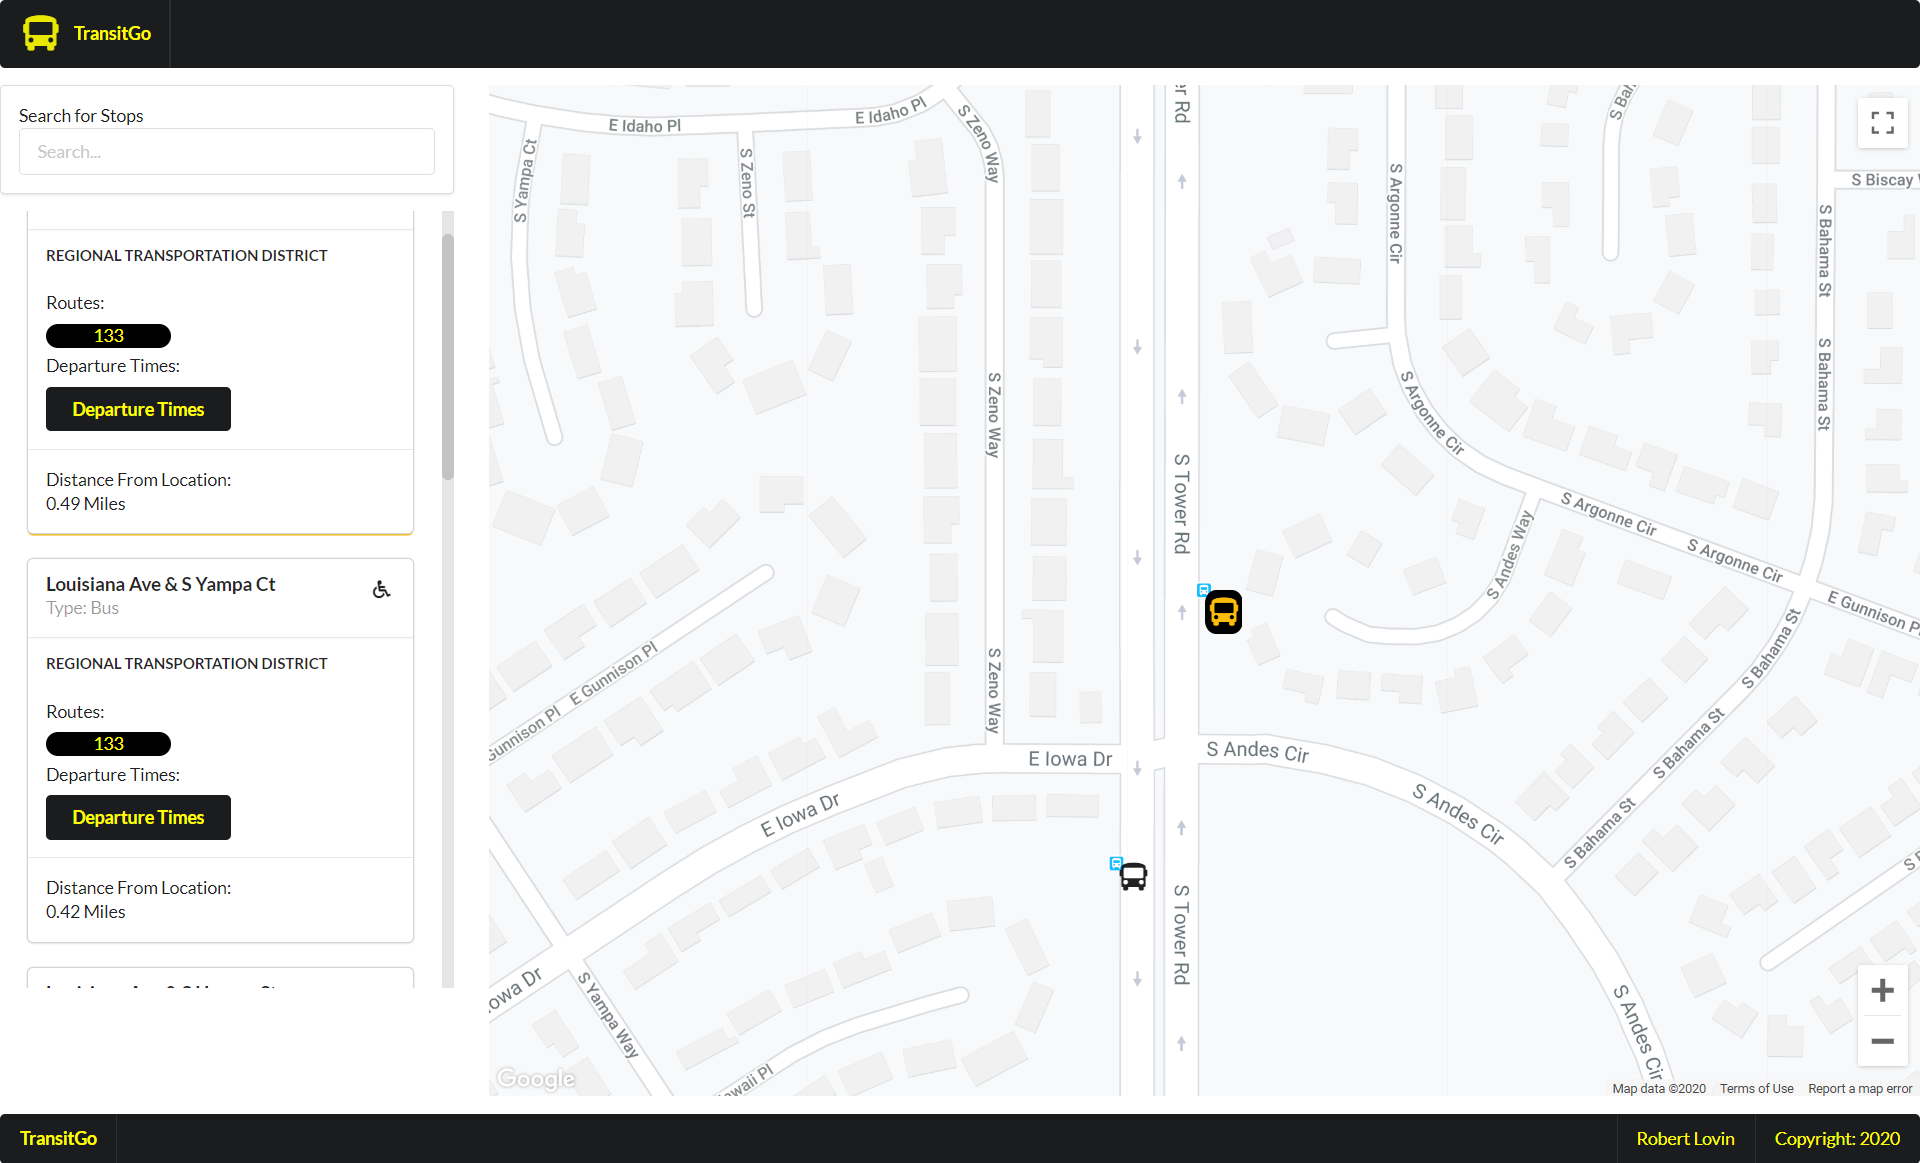 TransitGo
Search for Stops
Search...
REGIONAL TRANSPORTATION DISTRICT
Routes:
133
Departure Times:
Departure Times
Distance From Location:
0.49 Miles
Louisiana Ave & S Yampa Ct
Type: Bus
REGIONAL TRANSPORTATION DISTRICT
Routes:
133
Departure Times:
Departure Times
Distance From Location:
0.42 Miles
E Idaho Pl
E Idaho Pl
S Yampa Ct
S Zeno St
S Zeno Way
S Zeno Way
S Zeno Way
er Rd
S Tower Rd
S Tower Rd
S Argonne Cir
S Argonne Cir
S Argonne Cir
S Argonne Cir
S Andes Way
S Biscay
S Bahama St
S Bahama St
S Bahama St
S Bahama St
S Bahama St
E Gunnison P
E Gunnison Pl
Gunnison Pl
E Iowa Dr
E Iowa Dr
Iowa Dr
S Andes Cir
S Andes Cir
S Andes Cir
S Yampa Way
awaii Pl
Google
Map data ©2020
Terms of Use
Report a map error
TransitGo
Robert Lovin
Copyright: 2020